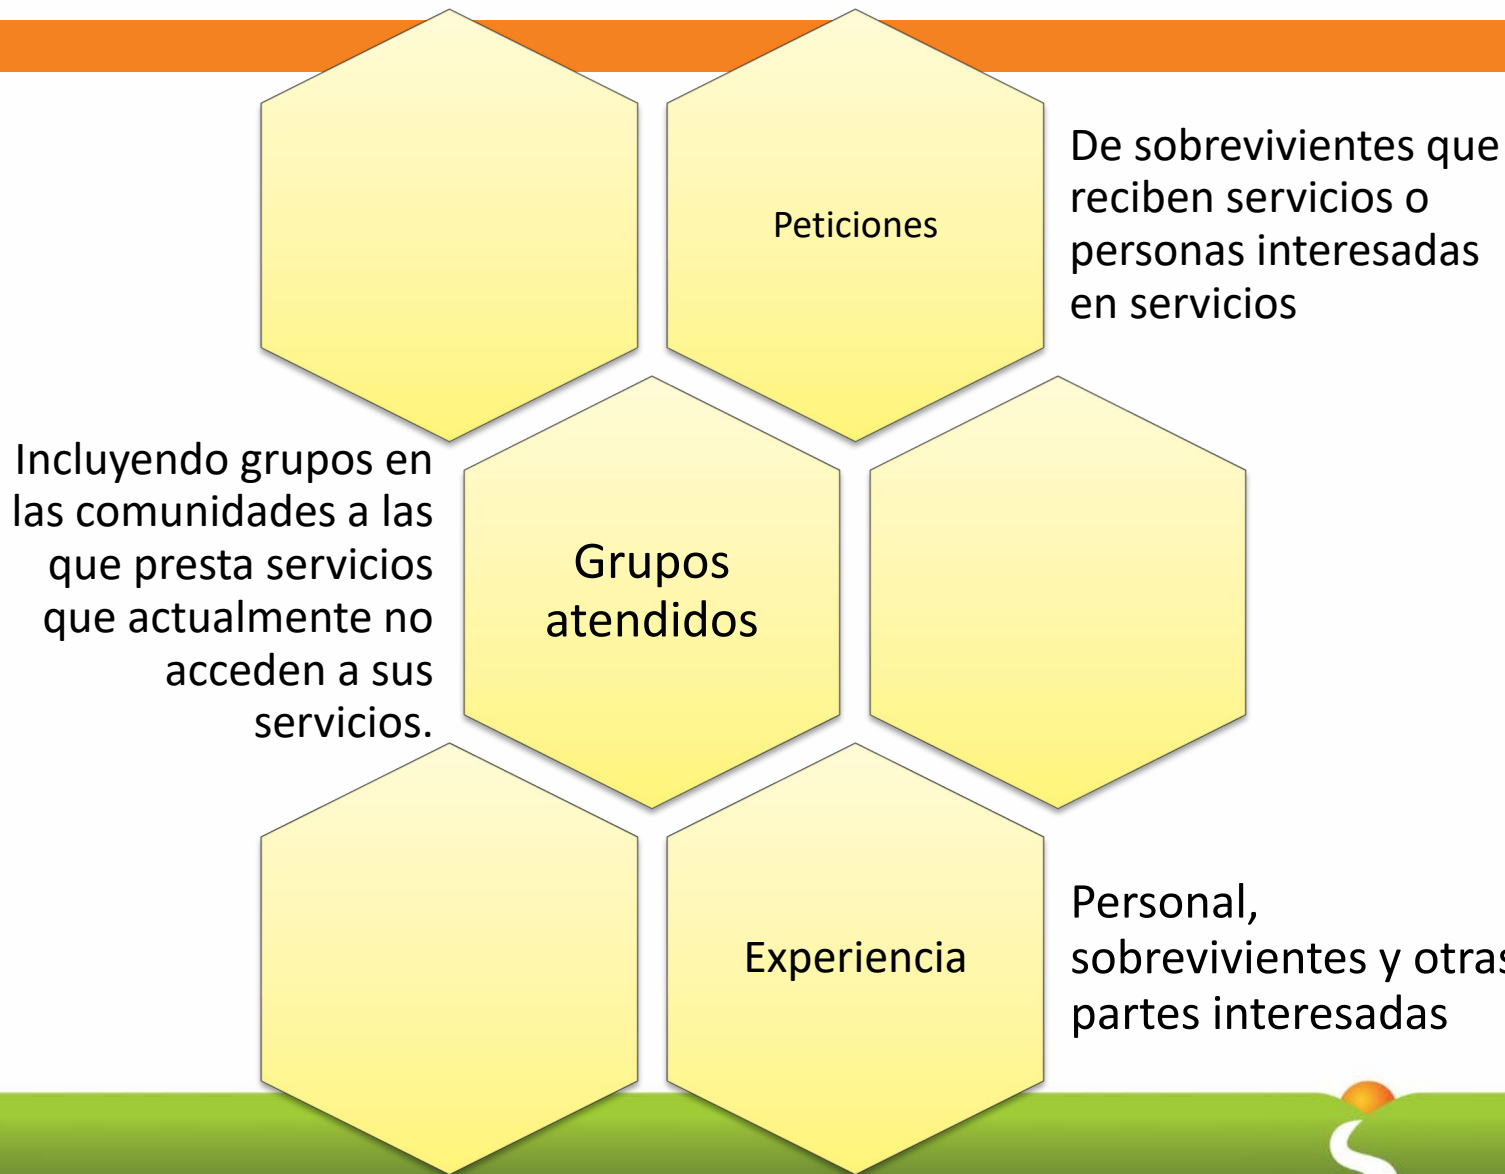 Peticiones
De sobrevivientes que
reciben servicios o
personas interesadas
en servicios
Incluyendo grupos en
las comunidades a las
que presta servicios
que actualmente no
acceden a sus
servicios.
Grupos
atendidos
Experiencia
Personal,
sobrevivientes y otras
partes interesadas